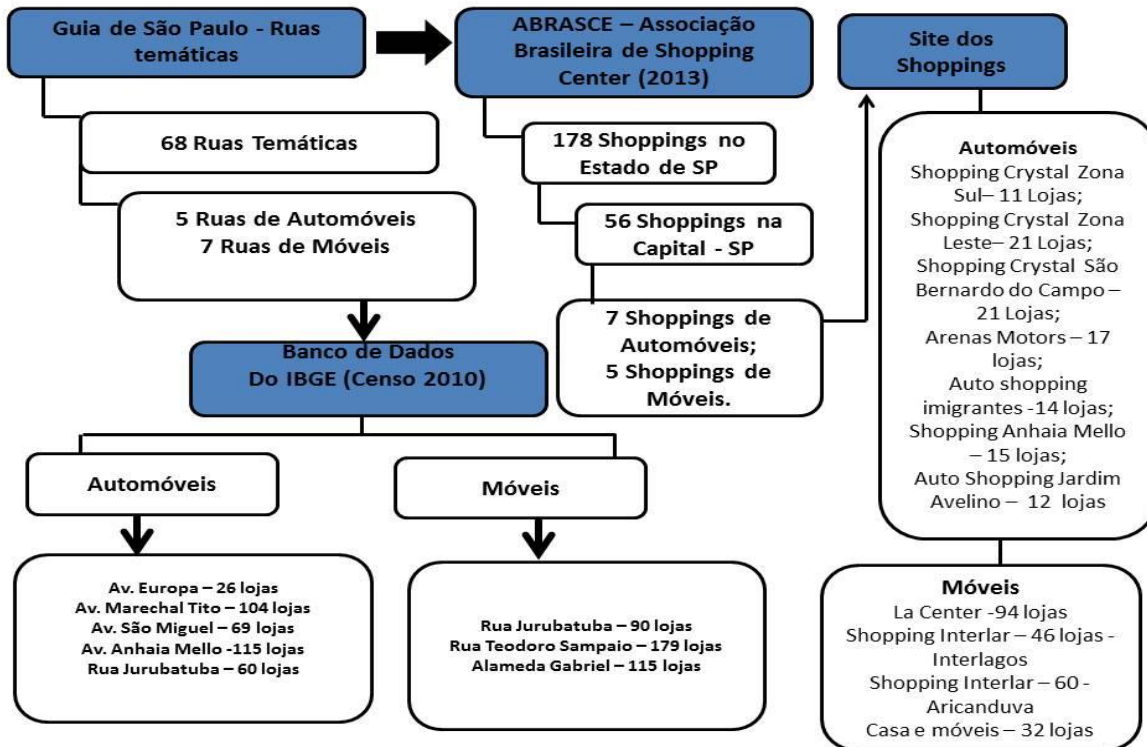 Guia de São Paulo - Ruas
temáticas
ABRASCE – Associação
Brasileira de Shopping
Center (2013)
Site dos
Shoppings
68 Ruas Temáticas
5 Ruas de Automóveis
7 Ruas de Móveis
178 Shoppings no
Estado de SP
56 Shoppings na
Capital - SP
7 Shoppings de
Automóveis;
5 Shoppings de
Móveis.
Banco de Dados
Do IBGE (Censo 2010)
Automóveis
Móveis
Av. Europa – 26 lojas
Av. Marechal Tito – 104 lojas
Av. São Miguel – 69 lojas
Av. Anhaia Mello -115 lojas
Rua Jurubatuba – 60 lojas
Rua Jurubatuba – 90 lojas
Rua Teodoro Sampaio – 179 lojas
Alameda Gabriel – 115 lojas
Automóveis
Shopping Crystal Zona
Sul– 11 Lojas;
Shopping Crystal Zona
Leste– 21 Lojas;
Shopping Crystal São
Bernardo do Campo –
21 Lojas;
Arenas Motors – 17
lojas;
Auto shopping
imigrantes -14 lojas;
Shopping Anhaia Mello
– 15 lojas;
Auto Shopping Jardim
Avelino – 12 lojas
Móveis
La Center -94 lojas
Shopping Interlar – 46 lojas -
Interlagos
Shopping Interlar – 60 -
Aricanduva
Casa e móveis – 32 lojas